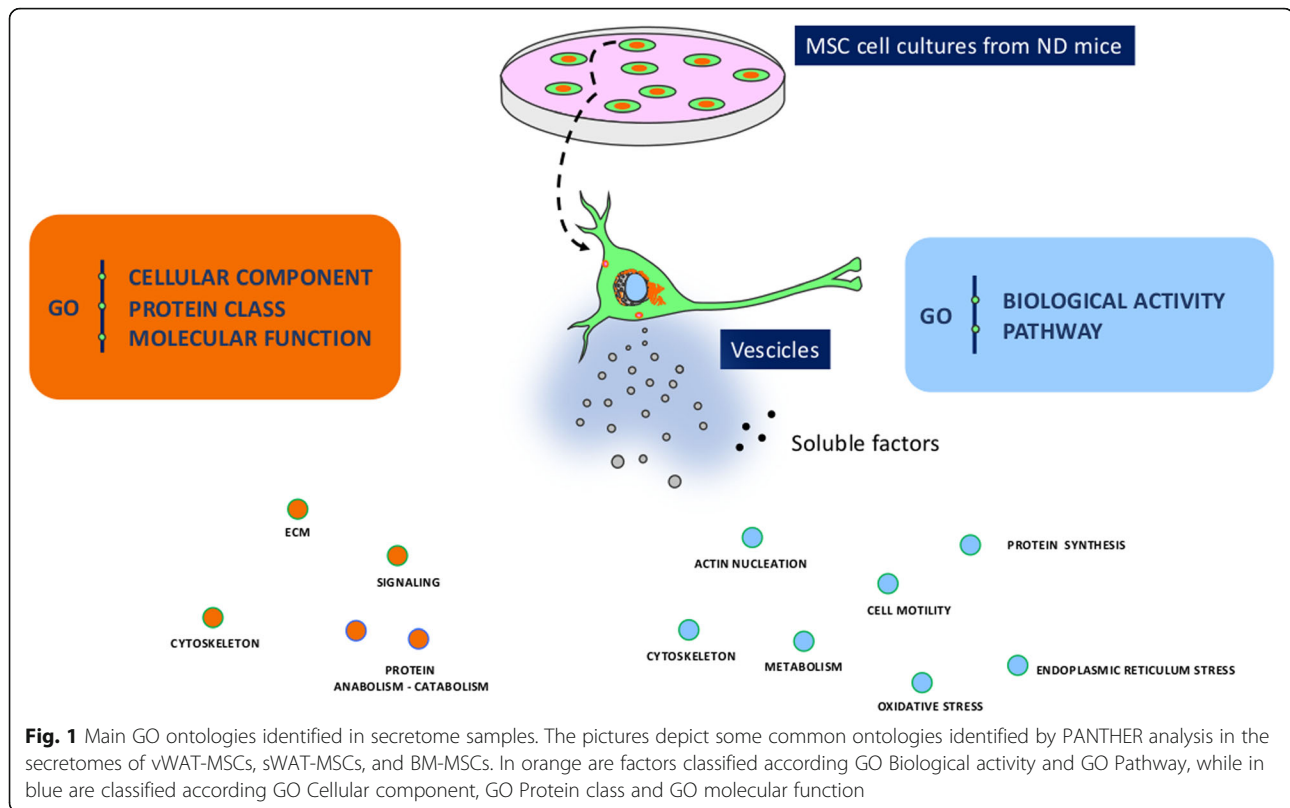 MSC cell cultures from ND mice
GO
CELLULAR COMPONENT
PROTEIN CLASS
MOLECULAR FUNCTION
GO
BIOLOGICAL ACTIVITY
PATHWAY
Vescicles
Soluble factors
ECM
SIGNALING
CYTOSKELETON
PROTEIN
ANABOLISM - CATABOLISM
ACTIN NUCLEATION
PROTEIN SYNTHESIS
CELL MOTILITY
CYTOSKELETON
METABOLISM
ENDOPLASMIC RETICULUM STRESS
OXIDATIVE STRESS
Fig. 1 Main GO ontologies identified in secretome samples. The pictures depict some common ontologies identified by PANTHER analysis in the
secretomes of vWAT-MSCs, sWAT-MSCs, and BM-MSCs. In orange are factors classified according GO Biological activity and GO Pathway, while in
blue are classified according GO Cellular component, GO Protein class and GO molecular function